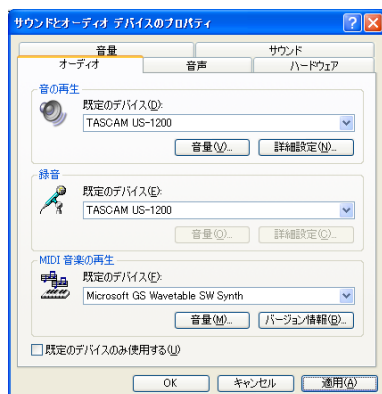 サウンドとオーディオ デバイスのプロパティ
音量 サウンド
オーディオ 音声 ハードウェア
音の再生
既定のデバイス(D):
TASCAM US-1200
音量(V)... 詳細設定(N)...
録音
既定のデバイス(E):
TASCAM US-1200
音量(O)... 詳細設定(C)...
MIDI 音楽の再生
既定のデバイス(F):
Microsoft GS Wavetable SW Synth
音量(M)... バージョン情報(B)...
既定のデバイスのみ使用する(U)
OK キャンセル 適用(A)